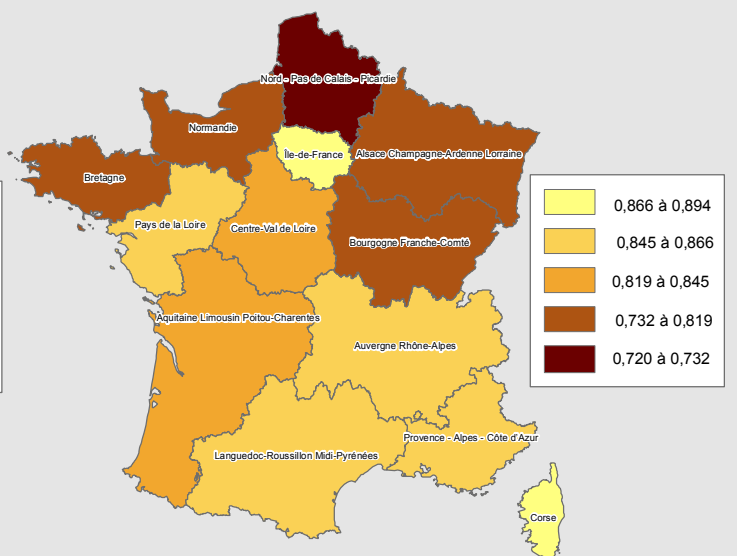 Nord - Pas de Calais - Picardie
Normandie
Île-de-France
Alsace Champagne-Ardenne Lorraine
Bretagne
Pays de la Loire
Centre-Val de Loire
Bourgogne Franche-Comté
Aquitaine Limousin Poitou-Charentes
Auvergne Rhône-Alpes
Provence - Alpes - Côte d'Azur
Languedoc-Roussillon Midi-Pyrénées
Corse
0,866 à 0,894
0,845 à 0,866
0,819 à 0,845
0,732 à 0,819
0,720 à 0,732